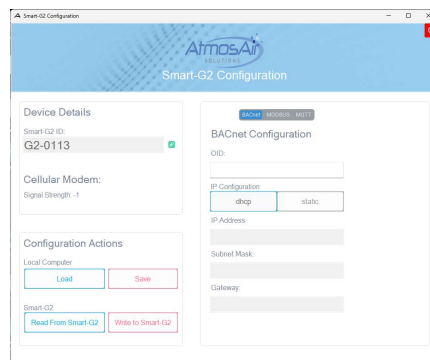 Smart-G2 Configuration
AtmosAir
SOLUTIONS
Smart-G2 Configuration
Device Details
Smart-G2 ID:
G2-0113
Cellular Modem:
Signal Strength: -1
Configuration Actions
Local Computer
Load Save
Smart-G2
Read From Smart-G2 Write to Smart-G2
BACnet MODBUS MQTT
BACnet Configuration
OID:
IP Configuration
dhcp static
IP Address:
Subnet Mask:
Gateway: